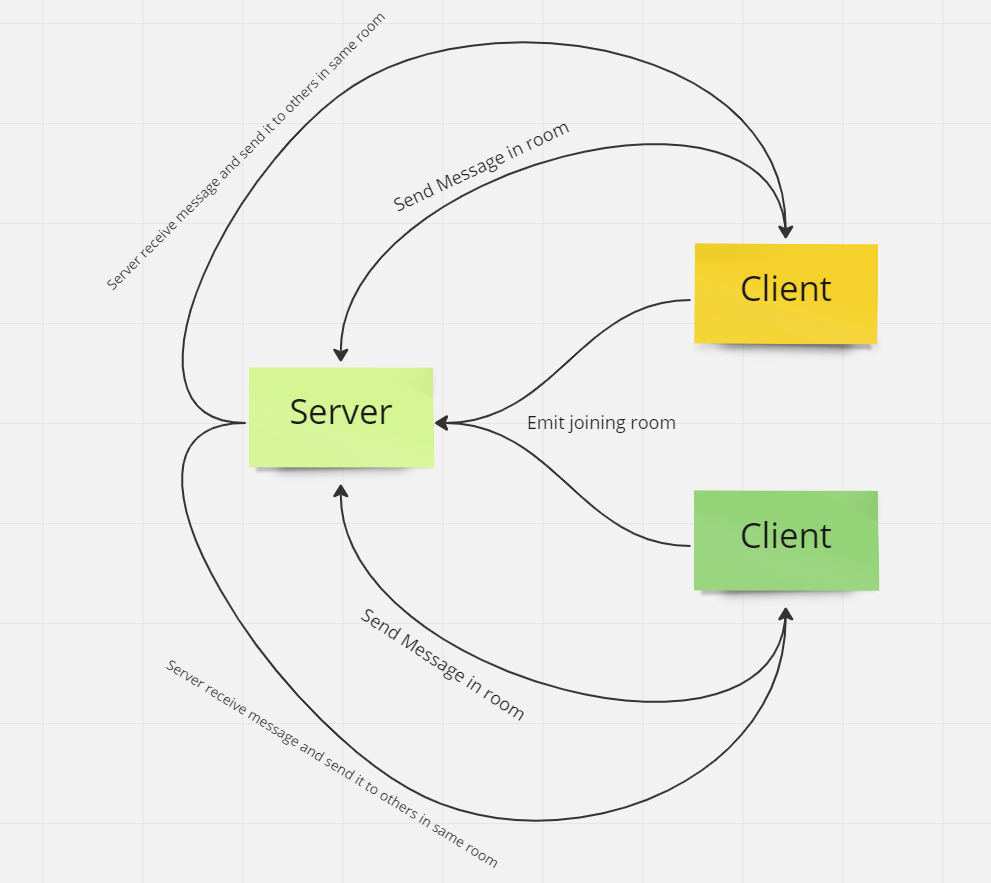 Server receive message and send it to others in same room
Send Message in room
Client
Server
Emit joining room
Client
Send Message in room
Server receive message and send it to others in same room